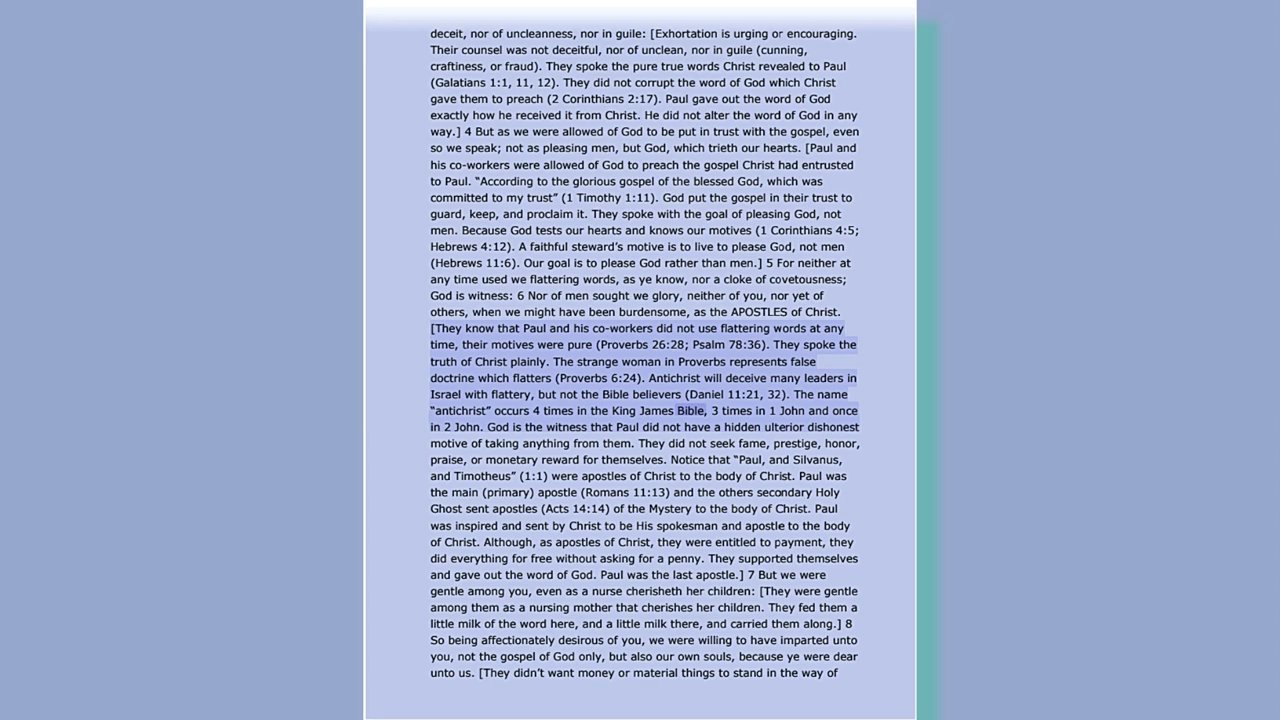 deceit, nor of uncleanness, nor in guile: [Exhortation is urging or encouraging.
Their counsel was not deceitful, nor of unclean, nor in guile (cunning,
craftiness, or fraud). They spoke the pure true words Christ revealed to Paul
(Galatians 1:1, 11, 12). They did not corrupt the word of God which Christ
gave them to preach (2 Corinthians 2:17). Paul gave out the word of God
exactly how he received it from Christ. He did not alter the word of God in any
way.] 4 But as we were allowed of God to be put in trust with the gospel, even
so we speak; not as pleasing men, but God, which trieth our hearts. [Paul and
his co-workers were allowed of God to preach the gospel Christ had entrusted
to Paul. “According to the glorious gospel of the blessed God, which was
committed to my trust” (1 Timothy 1:11). God put the gospel in their trust to
guard, keep, and proclaim it. They spoke with the goal of pleasing God, not
men. Because God tests our hearts and knows our motives (1 Corinthians 4:5;
Hebrews 4:12). A faithful steward’s motive is to live to please God, not men
(Hebrews 11:6). Our goal is to please God rather than men.] 5 For neither at
any time used we flattering words, as ye know, nor a cloke of covetousness;
God is witness: 6 Nor of men sought we glory, neither of you, nor yet of
others, when we might have been burdensome, as the APOSTLES of Christ.
[They know that Paul and his co-workers did not use flattering words at any
time, their motives were pure (Proverbs 26:28; Psalm 78:36). They spoke the
truth of Christ plainly. The strange woman in Proverbs represents false
doctrine which flatters (Proverbs 6:24). Antichrist will deceive many leaders in
Israel with flattery, but not the Bible believers (Daniel 11:21, 32). The name
“antichrist” occurs 4 times in the King James Bible, 3 times in 1 John and once
in 2 John. God is the witness that Paul did not have a hidden ulterior dishonest
motive of taking anything from them. They did not seek fame, prestige, honor,
praise, or monetary reward for themselves. Notice that “Paul, and Silvanus,
and Timotheus” (1:1) were apostles of Christ to the body of Christ. Paul was
the main (primary) apostle (Romans 11:13) and the others secondary Holy
Ghost sent apostles (Acts 14:14) of the Mystery to the body of Christ. Paul
was inspired and sent by Christ to be His spokesman and apostle to the body
of Christ. Although, as apostles of Christ, they were entitled to payment, they
did everything for free without asking for a penny. They supported themselves
and gave out the word of God. Paul was the last apostle.] 7 But we were
gentle among you, even as a nurse cherisheth her children: [They were gentle
among them as a nursing mother that cherishes her children. They fed them a
little milk of the word here, and a little milk there, and carried them along.] 8
So being affectionately desirous of you, we were willing to have imparted unto
you, not the gospel of God only, but also our own souls, because ye were dear
unto us. [They didn’t want money or material things to stand in the way of